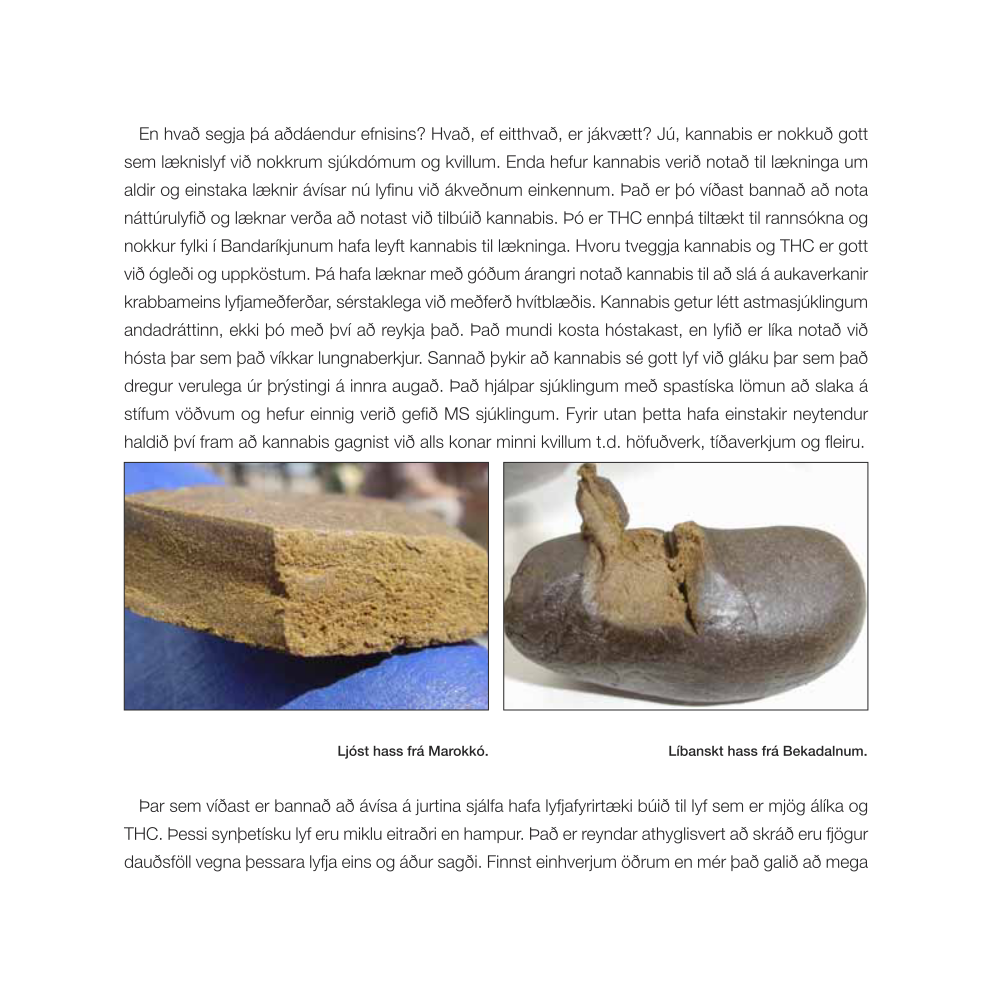 En hvað segja þá aðdáendur efnisins? Hvað, ef eitthvað, er jákvætt? Jú, kannabis er nokkuð gott
sem læknislyf við nokkrum sjúkdómum og kvillum. Enda hefur kannabis verið notað til lækninga um
aldir og einstaka læknir ávísar nú lyfinu við ákveðnum einkennum. Það er þó víðast bannað að nota
náttúrulyfið og læknar verða að notast við tilbúið kannabis. Þó er THC ennþá tiltækt til rannsókna og
nokkur fylki í Bandaríkjunum hafa leyft kannabis til lækninga. Hvoru tveggja kannabis og THC er gott
við ógleði og uppköstum. Þá hafa læknar með góðum árangri notað kannabis til að slá á aukaverkanir
krabbameins lyfjameðferðar, sérstaklega við meðferð hvítblæðis. Kannabis getur létt astmasjúklingum
andadráttinn, ekki þó með því að reykja það. Það mundi kosta hóstakast, en lyfið er líka notað við
hósta þar sem það víkkar lungnaberkjur. Sannað þykir að kannabis sé gott lyf við gláku þar sem það
dregur verulega úr þrýstingi á innra augað. Það hjálpar sjúklingum með spastíska lömun að slaka á
stífum vöðvum og hefur einnig verið gefið MS sjúklingum. Fyrir utan þetta hafa einstakir neytendur
haldið því fram að kannabis gagnist við alls konar minni kvillum t.d. höfuðverk, tíðaverkjum og fleiru.
Ljóst hass frá Marokkó.
Líbanskt hass frá Bekadalnum.
Þar sem víðast er bannað að ávísa á jurtina sjálfa hafa lyfjafyrirtæki búið til lyf sem er mjög álíka og
THC. Þessi synþetísku lyf eru miklu eitraðri en hampur. Það er reyndar athyglisvert að skráð eru fjögur
dauðsföll vegna þessara lyfja eins og áður sagði. Finnst einhverjum öðrum en mér það galið að mega